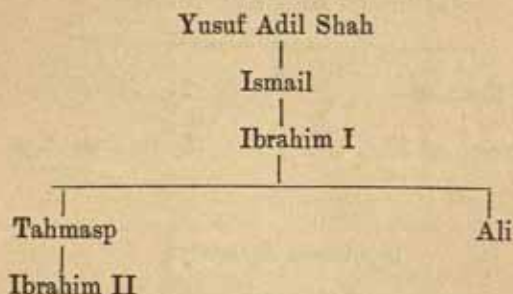 Yusuf Adil Shah
Ismail
Ibrahim I
Tahmasp Ali
Ibrahim II